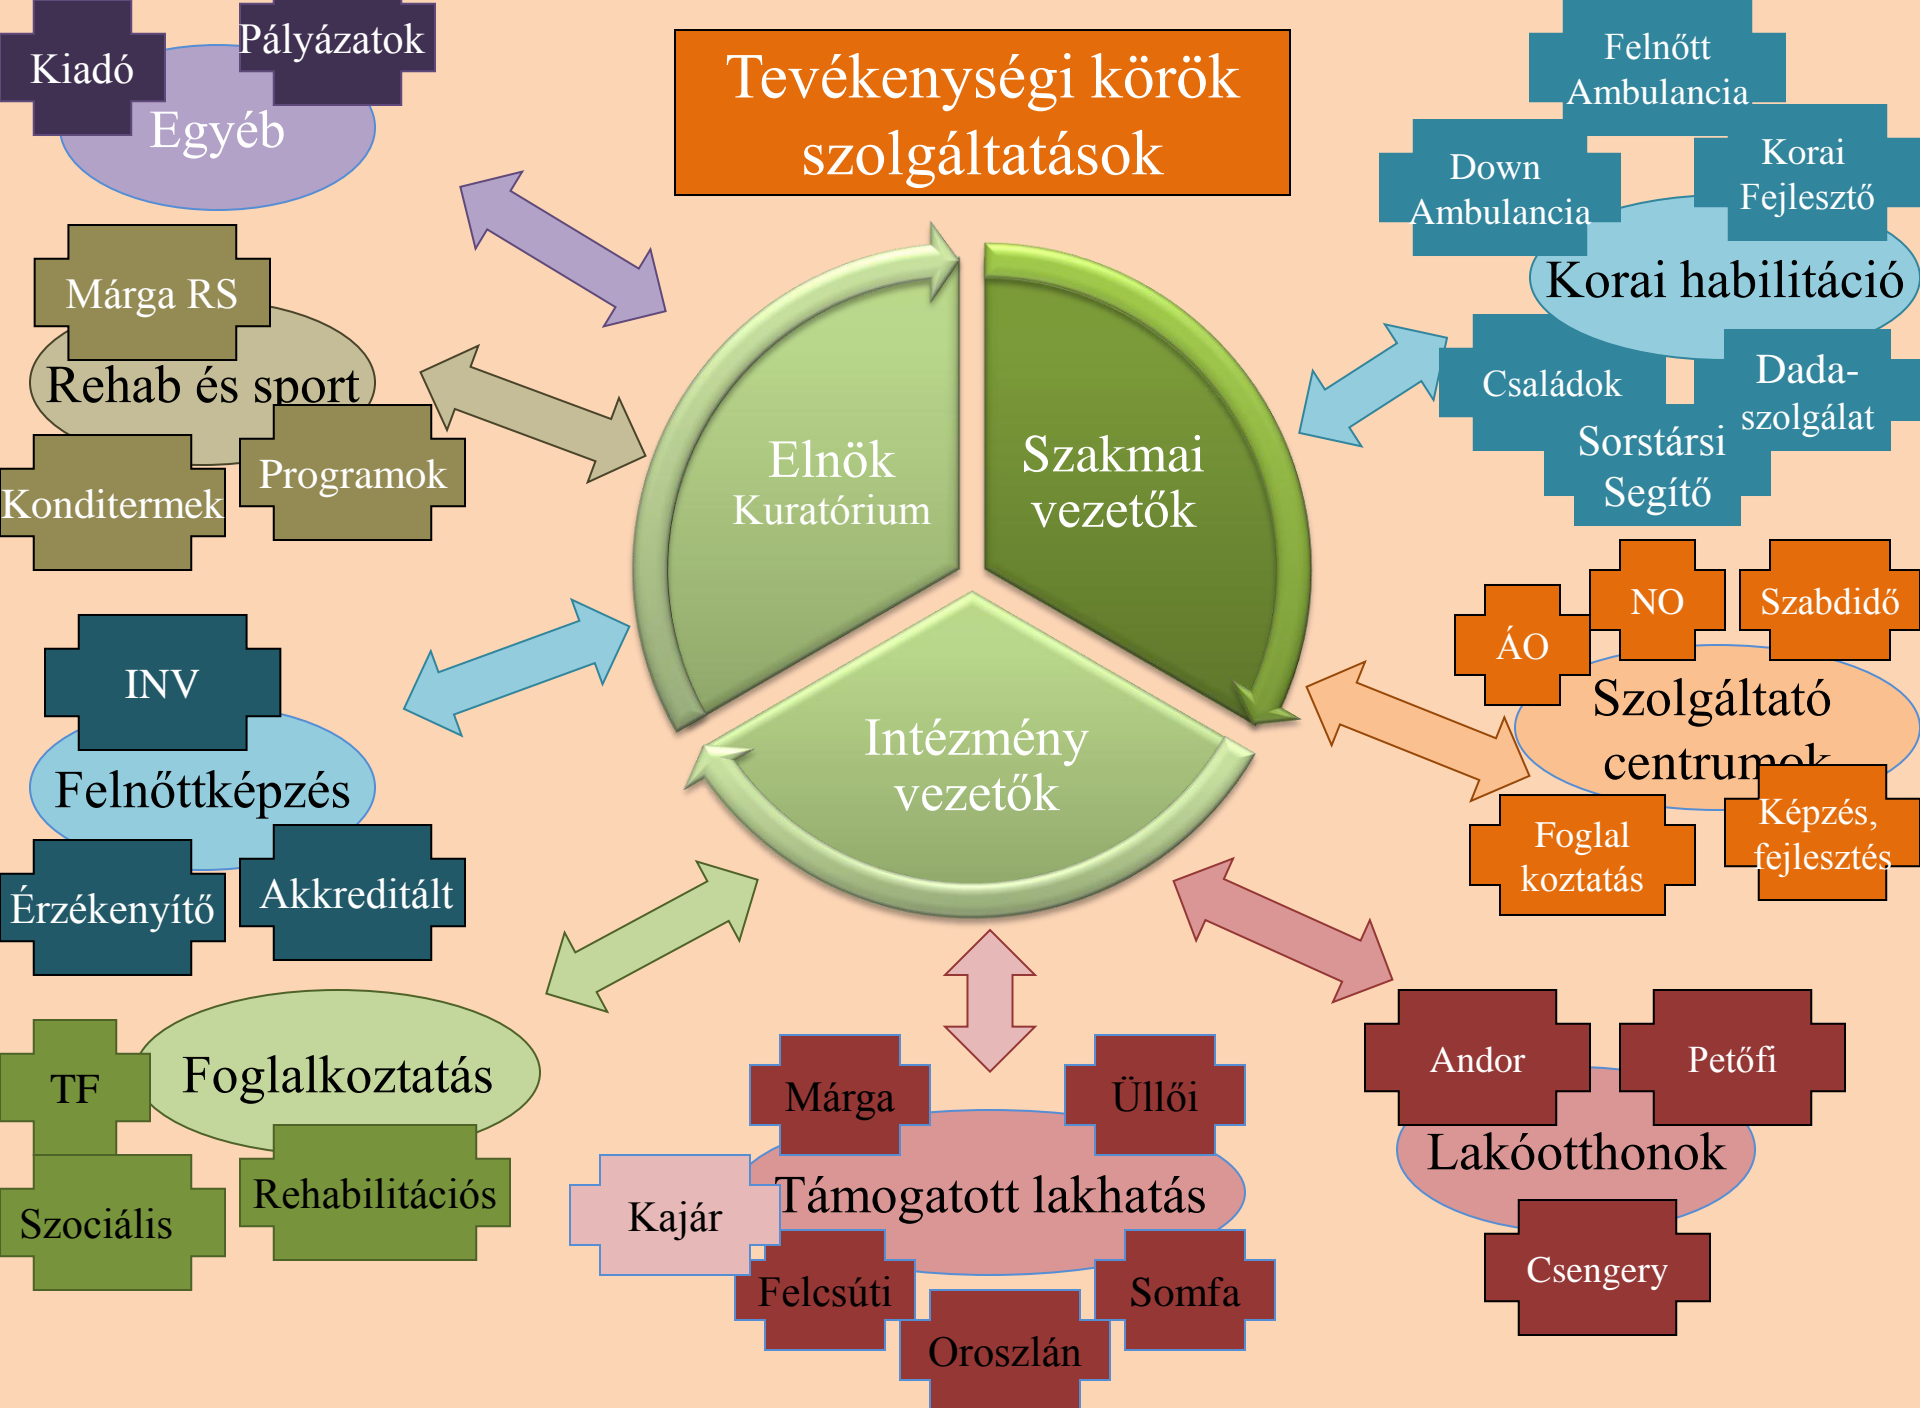 Tevékenységi körök
szolgáltatások
Kiadó
Pályázatok
Egyéb
Márga RS
Rehab és sport
Konditermek
Programok
INV
Felnőttképzés
Érzékenyítő
Akkreditált
TF
Foglalkoztatás
Szociális
Rehabilitációs
Elnök
Kuratórium
Szakmai
vezetők
Intézmény
vezetők
Márga
Üllői
Kajár
Támogatott lakhatás
Felcsúti
Oroszlán
Somfa
Felnőtt
Ambulancia
Down
Ambulancia
Korai
Fejlesztő
Korai habilitáció
Családok
Dada-
szolgálat
Sorstársi
Segítő
ÁO
NO
Szabdidő
Szolgáltató
centrumok
Foglal
koztatás
Képzés,
fejlesztés
Andor
Petőfi
Lakóotthonok
Csengery